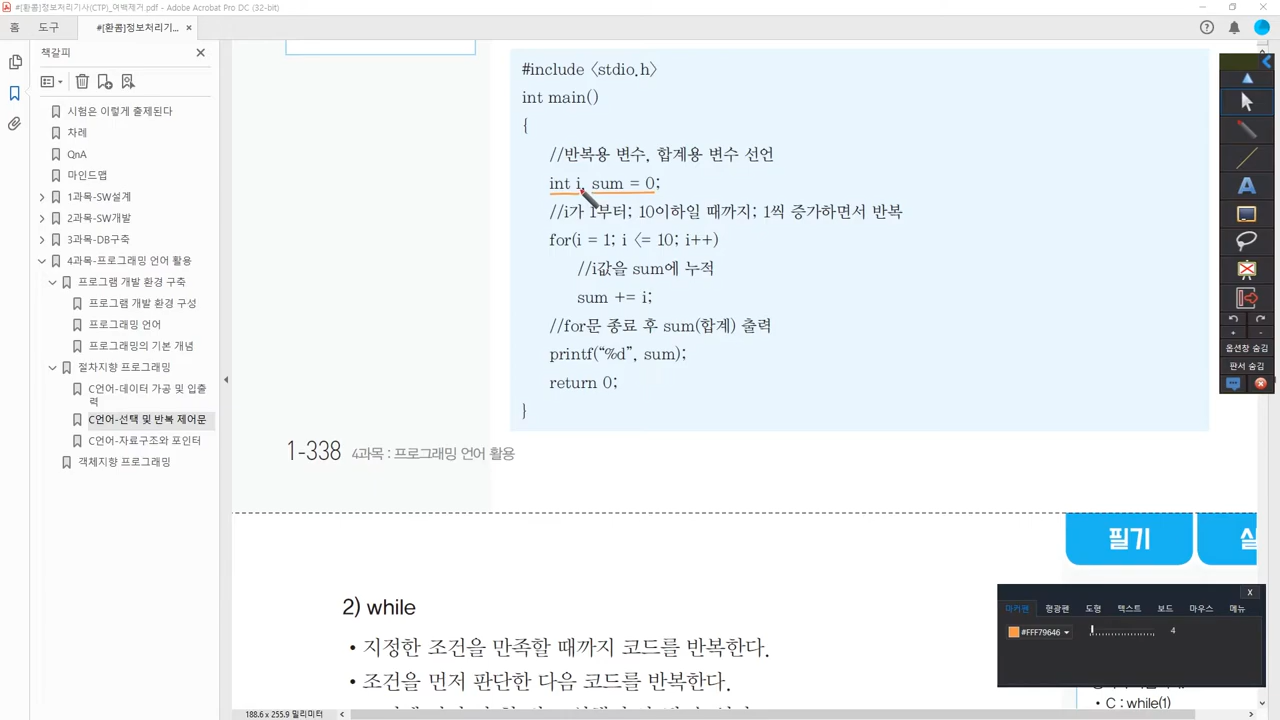 #[환콤]정보처리기사(CTP)_여백제거.pdf - Adobe Acrobat Pro DC (32-bit)
홈
도구
#[환콤]정보처리기...
책갈피
시험은 이렇게 출제된다
차례
QnA
마인드맵
1과목-SW설계
2과목-SW개발
3과목-DB구축
4과목-프로그래밍 언어 활용
프로그램 개발 환경 구축
프로그램 개발 환경 구성
프로그래밍 언어
프로그래밍의 기본 개념
절차지향 프로그래밍
C언어-데이터 가공 및 입출
력
C언어-선택 및 반복 제어문
C언어-자료구조와 포인터
객체지향 프로그래밍
#include <stdio.h>
int main()
{
//반복용 변수, 합계용 변수 선언
int i, sum = 0;
//i가 1부터; 10이하일 때까지; 1씩 증가하면서 반복
for(i = 1; i <= 10; i++)
//i값을 sum에 누적
sum += i;
//for문 종료 후 sum(합계) 출력
printf("%d", sum);
return 0;
}
1-338 4과목 : 프로그래밍 언어 활용
필기
2) while
• 지정한 조건을 만족할 때까지 코드를 반복한다.
• 조건을 먼저 판단한 다음 코드를 반복한다.
• C : while(1)
188.6 x 255.9 밀리미터
옵션창 숨김
판서 숨김
X
마커펜
형광펜
도형
텍스트
보드
마우스
메뉴
#FFF79646
4